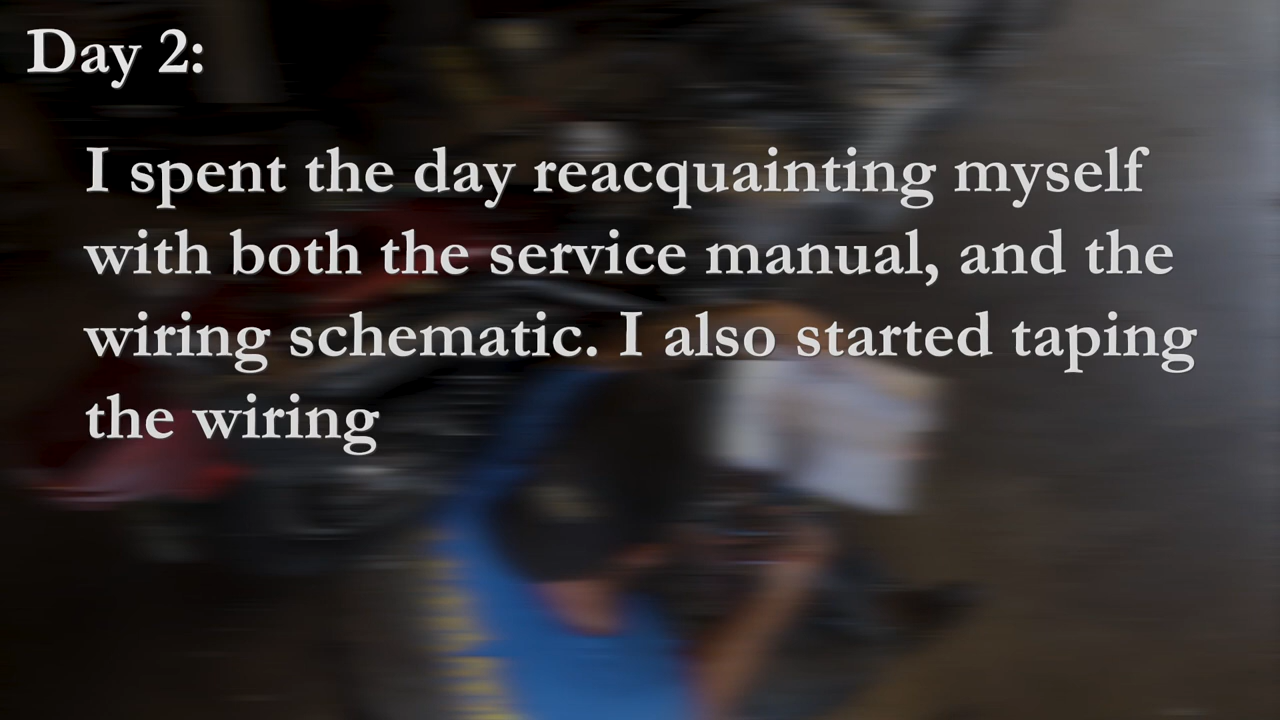 Day 2:
I spent the day reacquainting myself
with both the service manual, and the
wiring schematic. I also started taping
the wiring